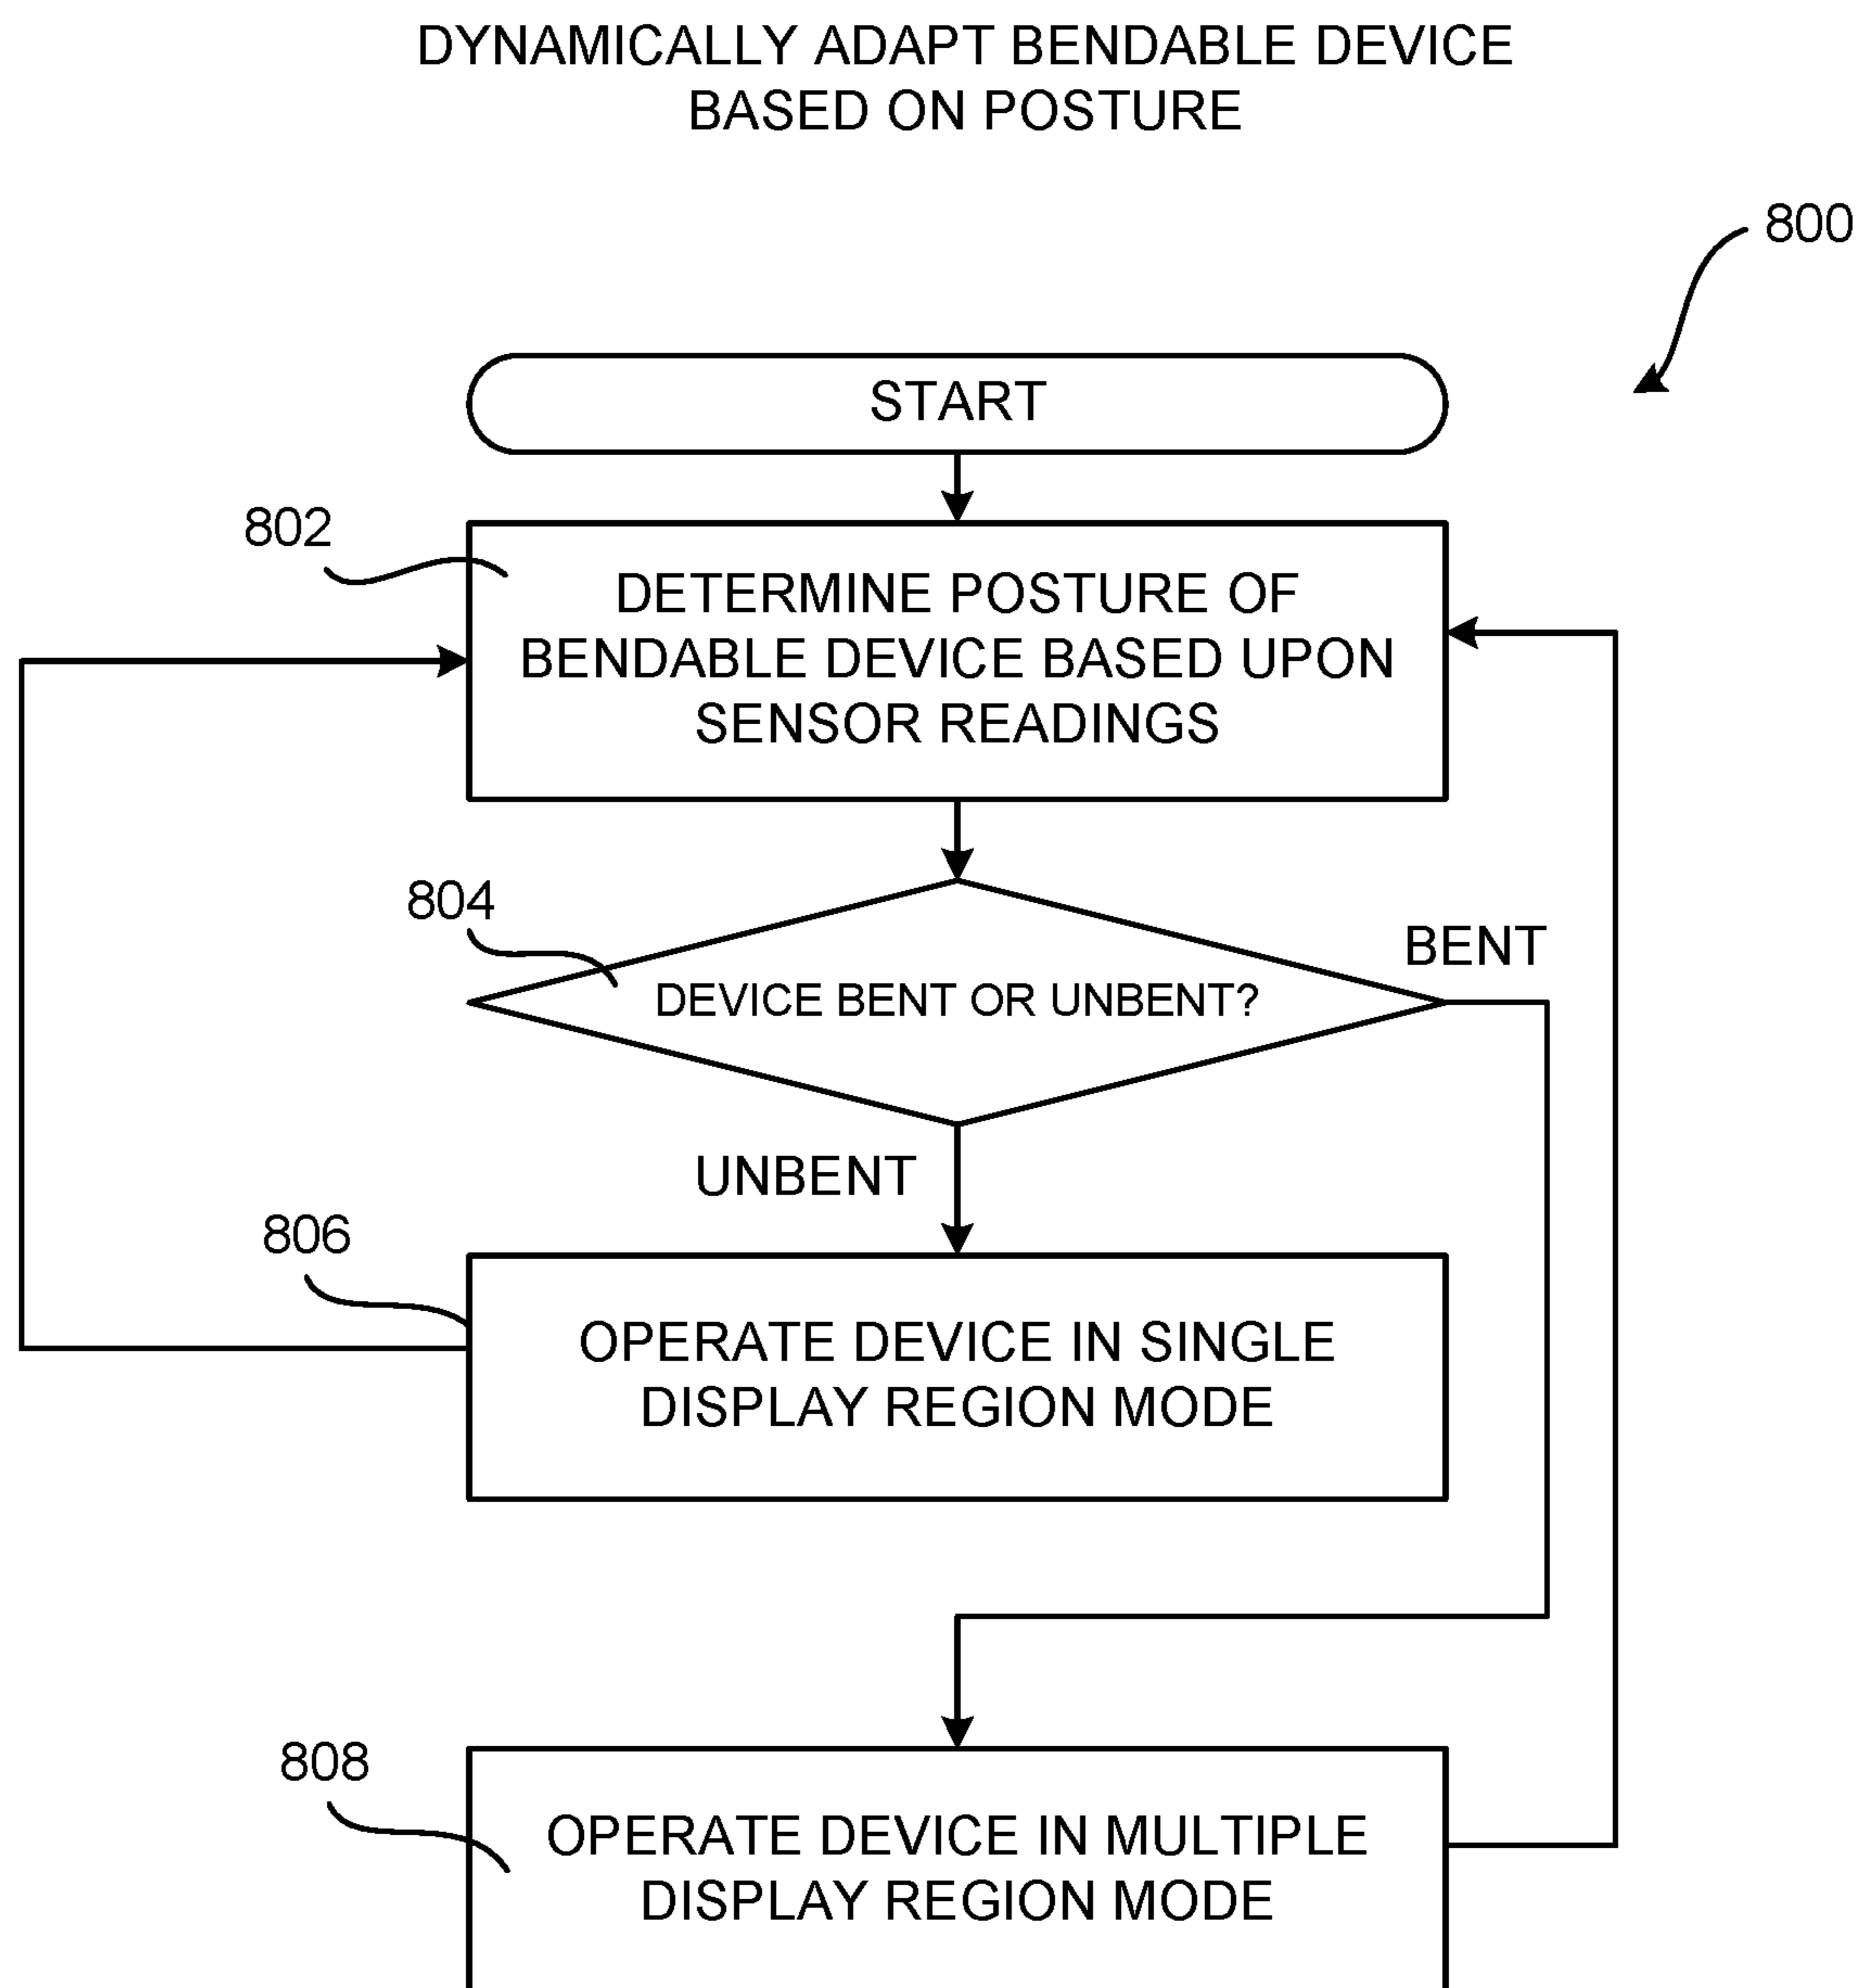 DYNAMICALLY ADAPT BENDABLE DEVICE
BASED ON POSTURE
800
START
802
DETERMINE POSTURE OF
BENDABLE DEVICE BASED UPON
SENSOR READINGS
804
BENT
DEVICE BENT OR UNBENT?
UNBENT
806
OPERATE DEVICE IN SINGLE
DISPLAY REGION MODE
808
OPERATE DEVICE IN MULTIPLE
DISPLAY REGION MODE